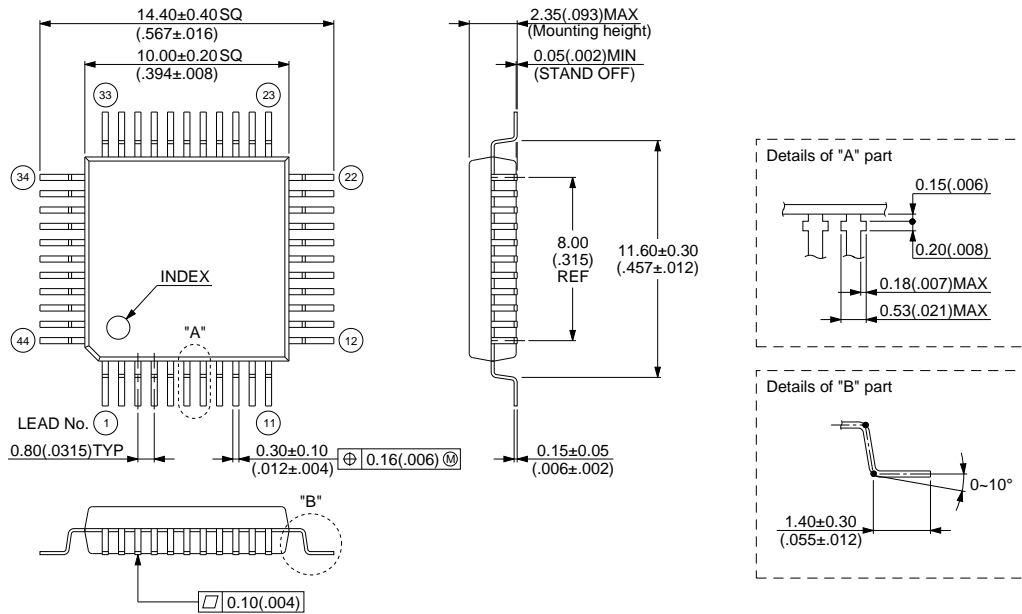 14.40±0.40SQ
(.567±.016)
10.00±0.20SQ
(.394±.008)
33
23
34
22
INDEX
44
"A"
12
LEAD No.
1
11
0.80(.0315)TYP
0.30±0.10
(.012±.004)
⌖ 0.16(.006) Ⓜ
"B"
⏥ 0.10(.004)
2.35(.093)MAX
(Mounting height)
0.05(.002)MIN
(STAND OFF)
8.00
(.315)
REF
11.60±0.30
(.457±.012)
0.15±0.05
(.006±.002)
Details of "A" part
0.15(.006)
0.20(.008)
0.18(.007)MAX
0.53(.021)MAX
Details of "B" part
0~10°
1.40±0.30
(.055±.012)